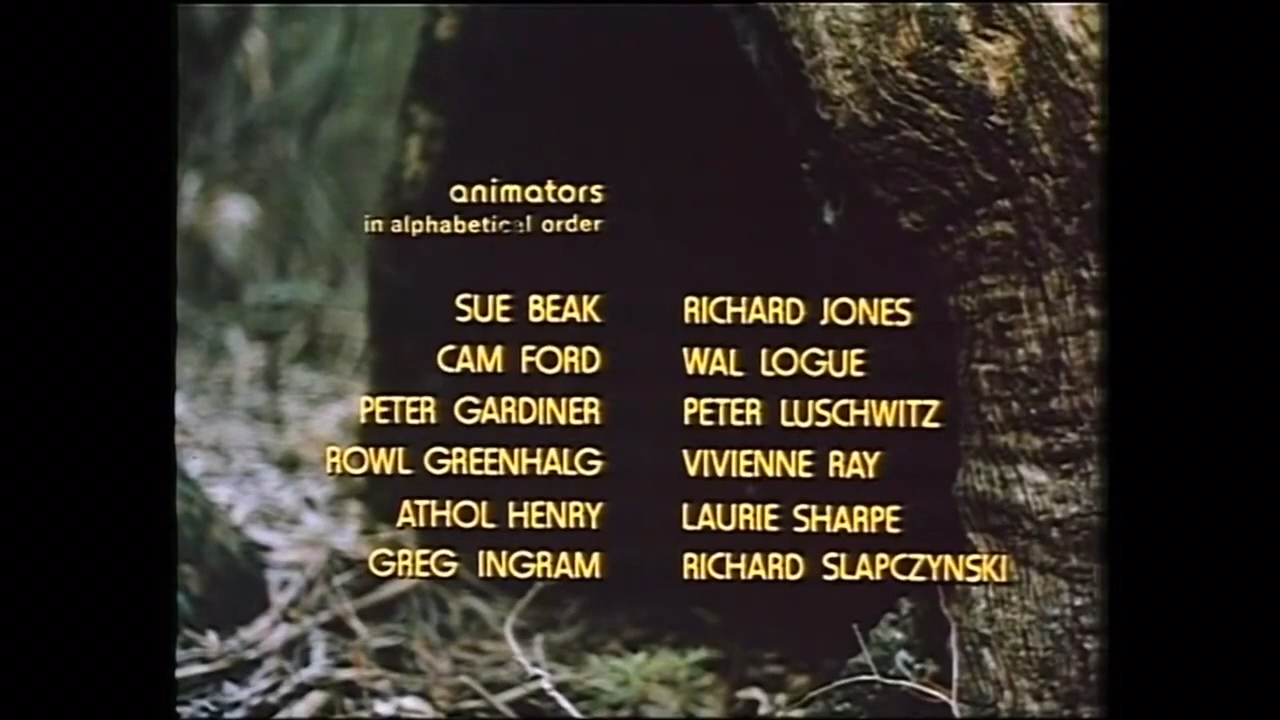 animators
in alphabetical order
SUE BEAK
CAM FORD
PETER GARDINER
ROWL GREENHALG
ATHOL HENRY
GREG INGRAM
RICHARD JONES
WAL LOGUE
PETER LUSCHWITZ
VIVIENNE RAY
LAURIE SHARPE
RICHARD SLAPCZYNSKI